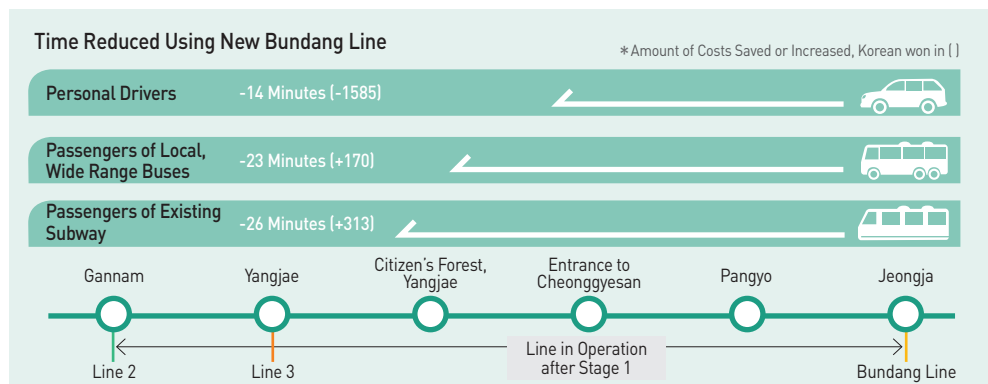 Time Reduced Using New Bundang Line
*Amount of Costs Saved or Increased, Korean won in ( )
Personal Drivers
-14 Minutes (-1585)
Passengers of Local,
Wide Range Buses
-23 Minutes (+170)
Passengers of Existing
Subway
-26 Minutes (+313)
Gannam
Yangjae
Citizen's Forest,
Yangjae
Entrance to
Cheonggyesan
Pangyo
Jeongja
Line in Operation
after Stage 1
Line 2
Line 3
Bundang Line